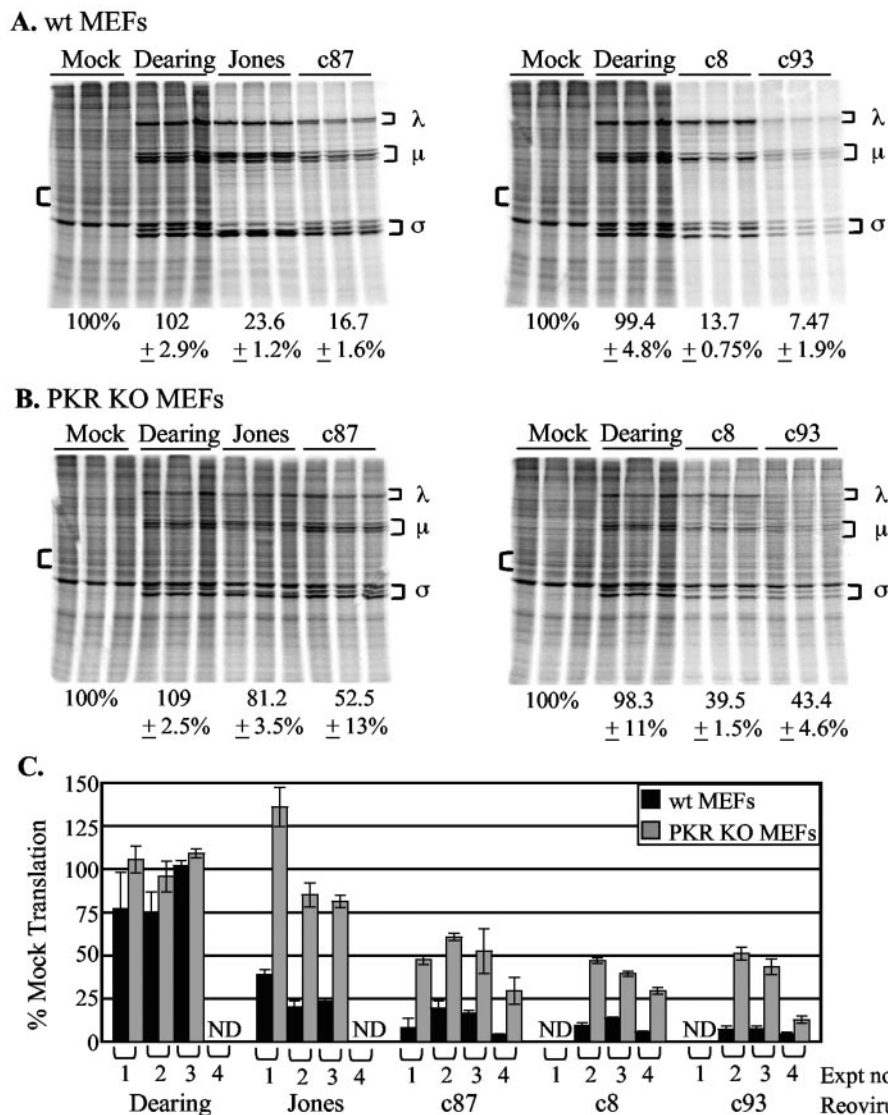 A. wt MEFs
Mock Dearing Jones c87
Mock Dearing c8 c93
λ
μ
σ
λ
μ
σ
100% 102 23.6 16.7
± 2.9% ± 1.2% ± 1.6%
100% 99.4 13.7 7.47
± 4.8% ± 0.75% ± 1.9%
B. PKR KO MEFs
Mock Dearing Jones c87
Mock Dearing c8 c93
λ
μ
σ
λ
μ
σ
100% 109 81.2 52.5
± 2.5% ± 3.5% ± 13%
100% 98.3 39.5 43.4
± 11% ± 1.5% ± 4.6%
C.
% Mock Translation
150
125
100
75
50
25
0
wt MEFs
PKR KO MEFs
ND ND ND ND
1 2 3 4 1 2 3 4 1 2 3 4 1 2 3 4 1 2 3 4 Expt no
Dearing Jones c87 c8 c93 Reoviru